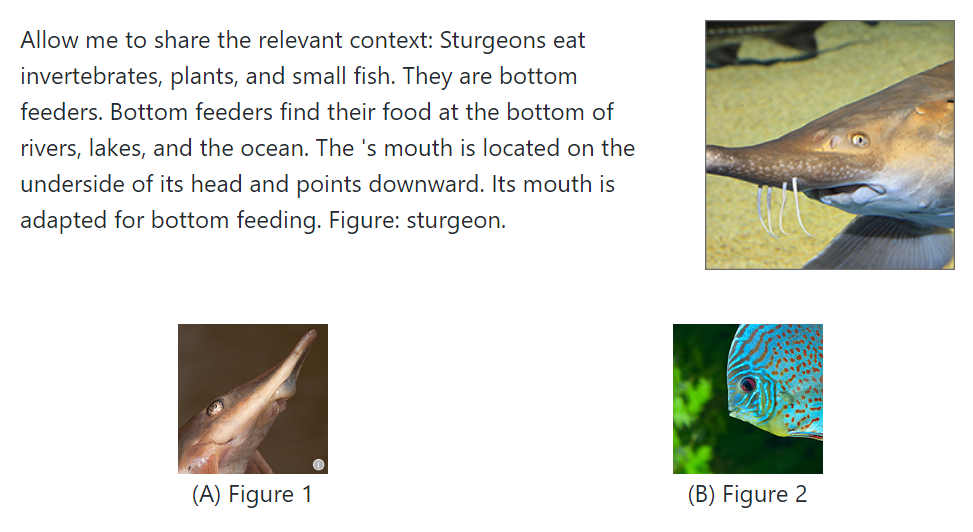 Allow me to share the relevant context: Sturgeons eat
invertebrates, plants, and small fish. They are bottom
feeders. Bottom feeders find their food at the bottom of
rivers, lakes, and the ocean. The 's mouth is located on the
underside of its head and points downward. Its mouth is
adapted for bottom feeding. Figure: sturgeon.
(A) Figure 1
(B) Figure 2